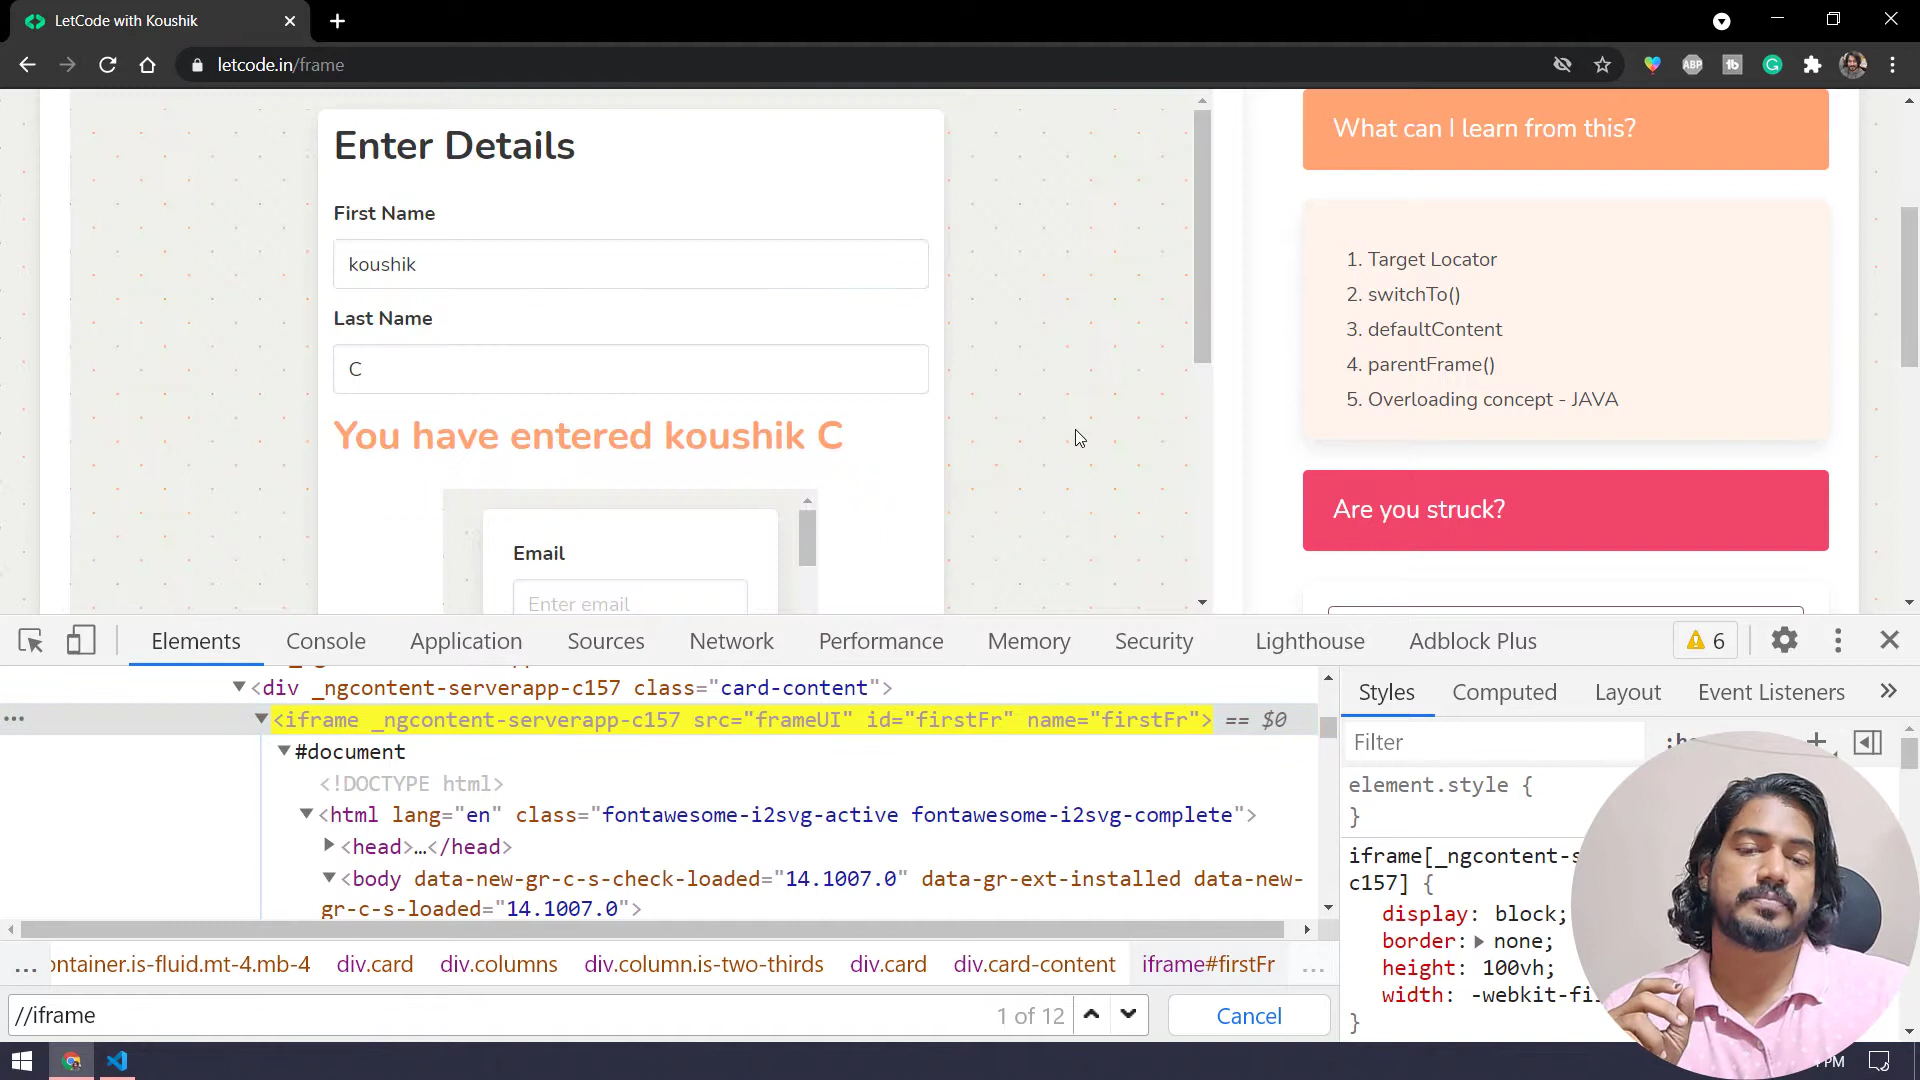 LetCode with Koushik
letcode.in/frame
ABP
Enter Details
First Name
koushik
Last Name
C
You have entered koushik C
Email
Enter email
What can I learn from this?
1. Target Locator
2. switchTo()
3. defaultContent
4. parentFrame()
5. Overloading concept - JAVA
Are you struck?
Elements Console Application Sources Network Performance Memory Security Lighthouse Adblock Plus 6
<div _ngcontent-serverapp-c157 class="card-content">
<iframe _ngcontent-serverapp-c157 src="frameUI" id="firstFr" name="firstFr"> == $0
#document
<!DOCTYPE html>
<html lang="en" class="fontawesome-i2svg-active fontawesome-i2svg-complete">
<head>…</head>
<body data-new-gr-c-s-check-loaded="14.1007.0" data-gr-ext-installed data-new-
gr-c-s-loaded="14.1007.0">
... ontainer.is-fluid.mt-4.mb-4 div.card div.columns div.column.is-two-thirds div.card div.card-content iframe#firstFr ...
//iframe 1 of 12 Cancel
Styles Computed Layout Event Listeners
Filter
element.style {
}
iframe[_ngcontent-s
c157] {
display: block;
border: none;
height: 100vh;
width: -webkit-fi
}
PM